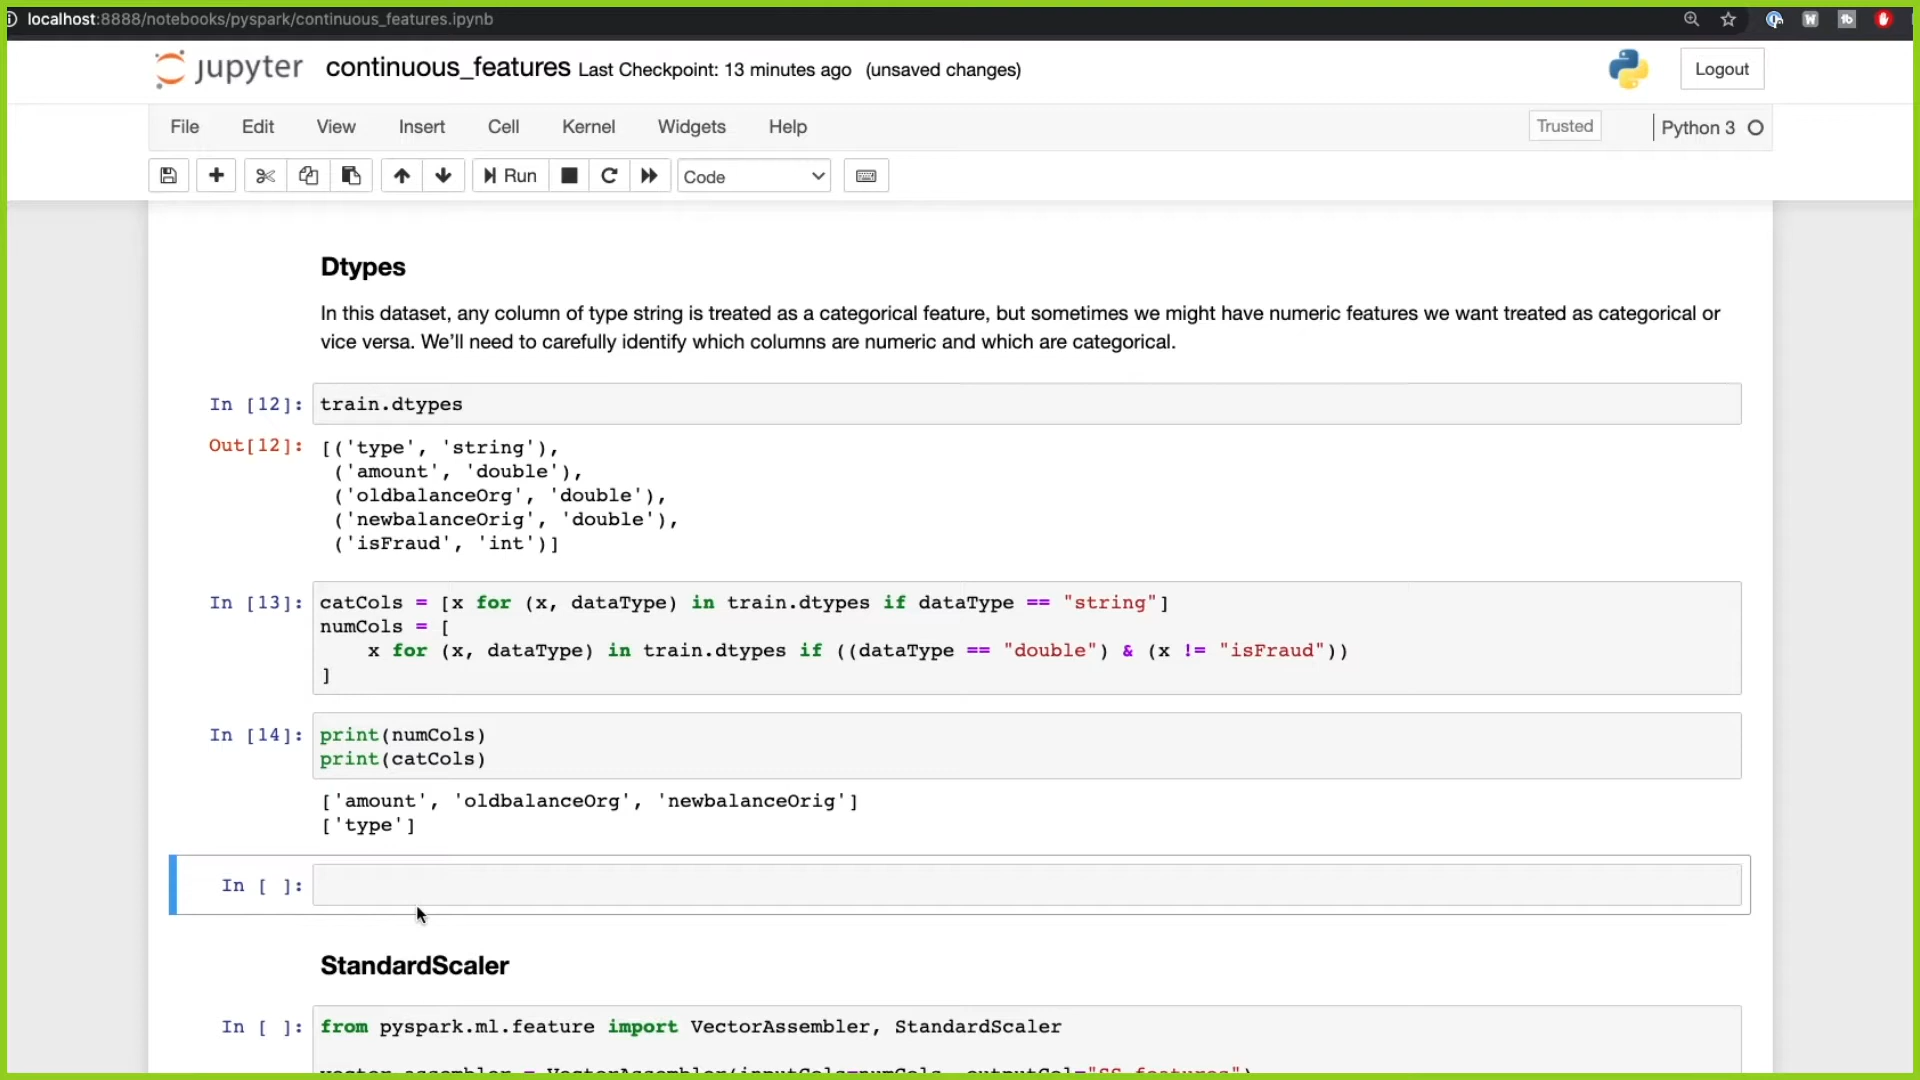 localhost:8888/notebooks/pyspark/continuous_features.ipynb
jupyter continuous_features Last Checkpoint: 13 minutes ago (unsaved changes)
Logout
File Edit View Insert Cell Kernel Widgets Help
Trusted
Python 3
Run
Code
Dtypes
In this dataset, any column of type string is treated as a categorical feature, but sometimes we might have numeric features we want treated as categorical or
vice versa. We'll need to carefully identify which columns are numeric and which are categorical.
In [12]: train.dtypes
Out[12]: [('type', 'string'),
('amount', 'double'),
('oldbalanceOrg', 'double'),
('newbalanceOrig', 'double'),
('isFraud', 'int')]
In [13]: catCols = [x for (x, dataType) in train.dtypes if dataType == "string"]
numCols = [
x for (x, dataType) in train.dtypes if ((dataType == "double") & (x != "isFraud"))
]
In [14]: print(numCols)
print(catCols)
['amount', 'oldbalanceOrg', 'newbalanceOrig']
['type']
In [ ]:
StandardScaler
In [ ]: from pyspark.ml.feature import VectorAssembler, StandardScaler
vector_assembler = VectorAssembler(inputCols=numCols, outputCol="SS_features")